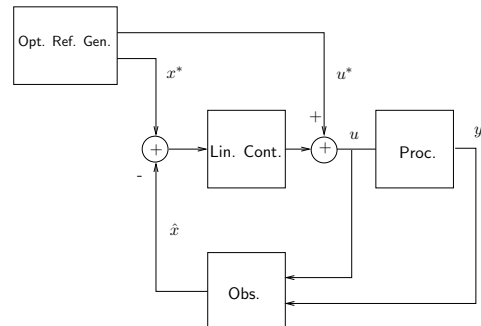 Opt. Ref. Gen.
x*
u*
+
u
y
+
Lin. Cont.
+
Proc.
-
x̂
Obs.